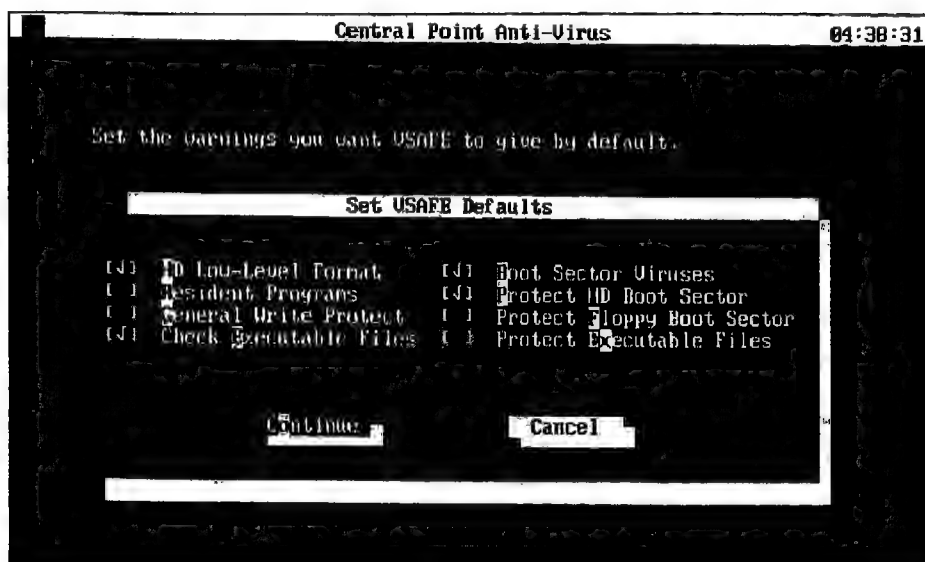 Central Point Anti-Virus 04:38:31
Set the warnings you want VSAFE to give by default.
Set VSAFE Defaults
[√] HD Low-Level Format [√] Boot Sector Viruses
[ ] Resident Programs [√] Protect HD Boot Sector
[ ] General Write Protect [ ] Protect Floppy Boot Sector
[√] Check Executable Files [ ] Protect Executable Files
Continue Cancel